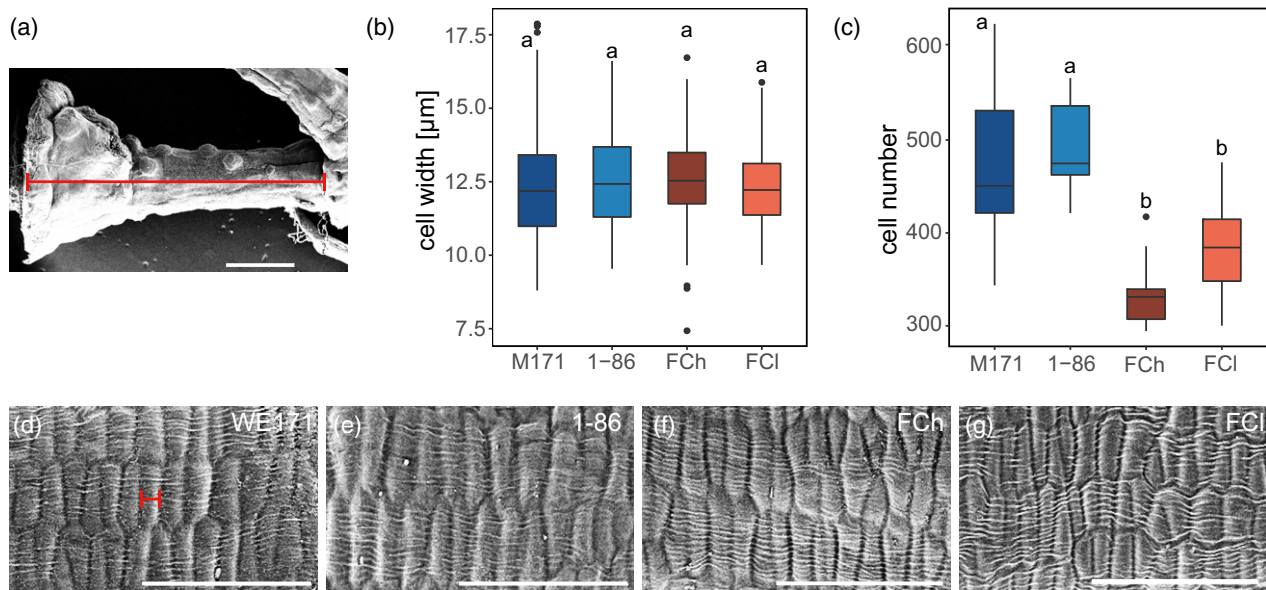 (a)
(b)
cell width [µm]
17.5
15.0
12.5
10.0
7.5
a
a
a
a
M171
1−86
FCh
FCl
(c)
cell number
600
500
400
300
a
a
b
b
M171
1−86
FCh
FCl
(d)
WE171
(e)
1-86
(f)
FCh
(g)
FCl